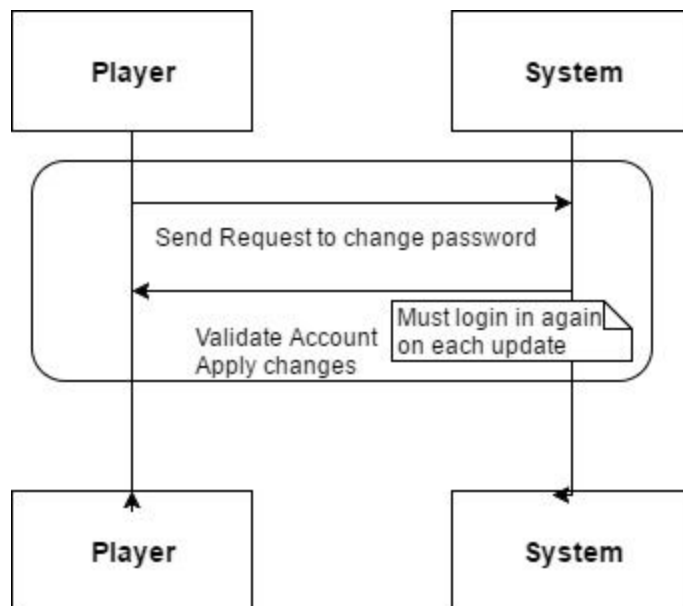 Player
System
Send Request to change password
Must login in again
on each update
Validate Account
Apply changes
Player
System